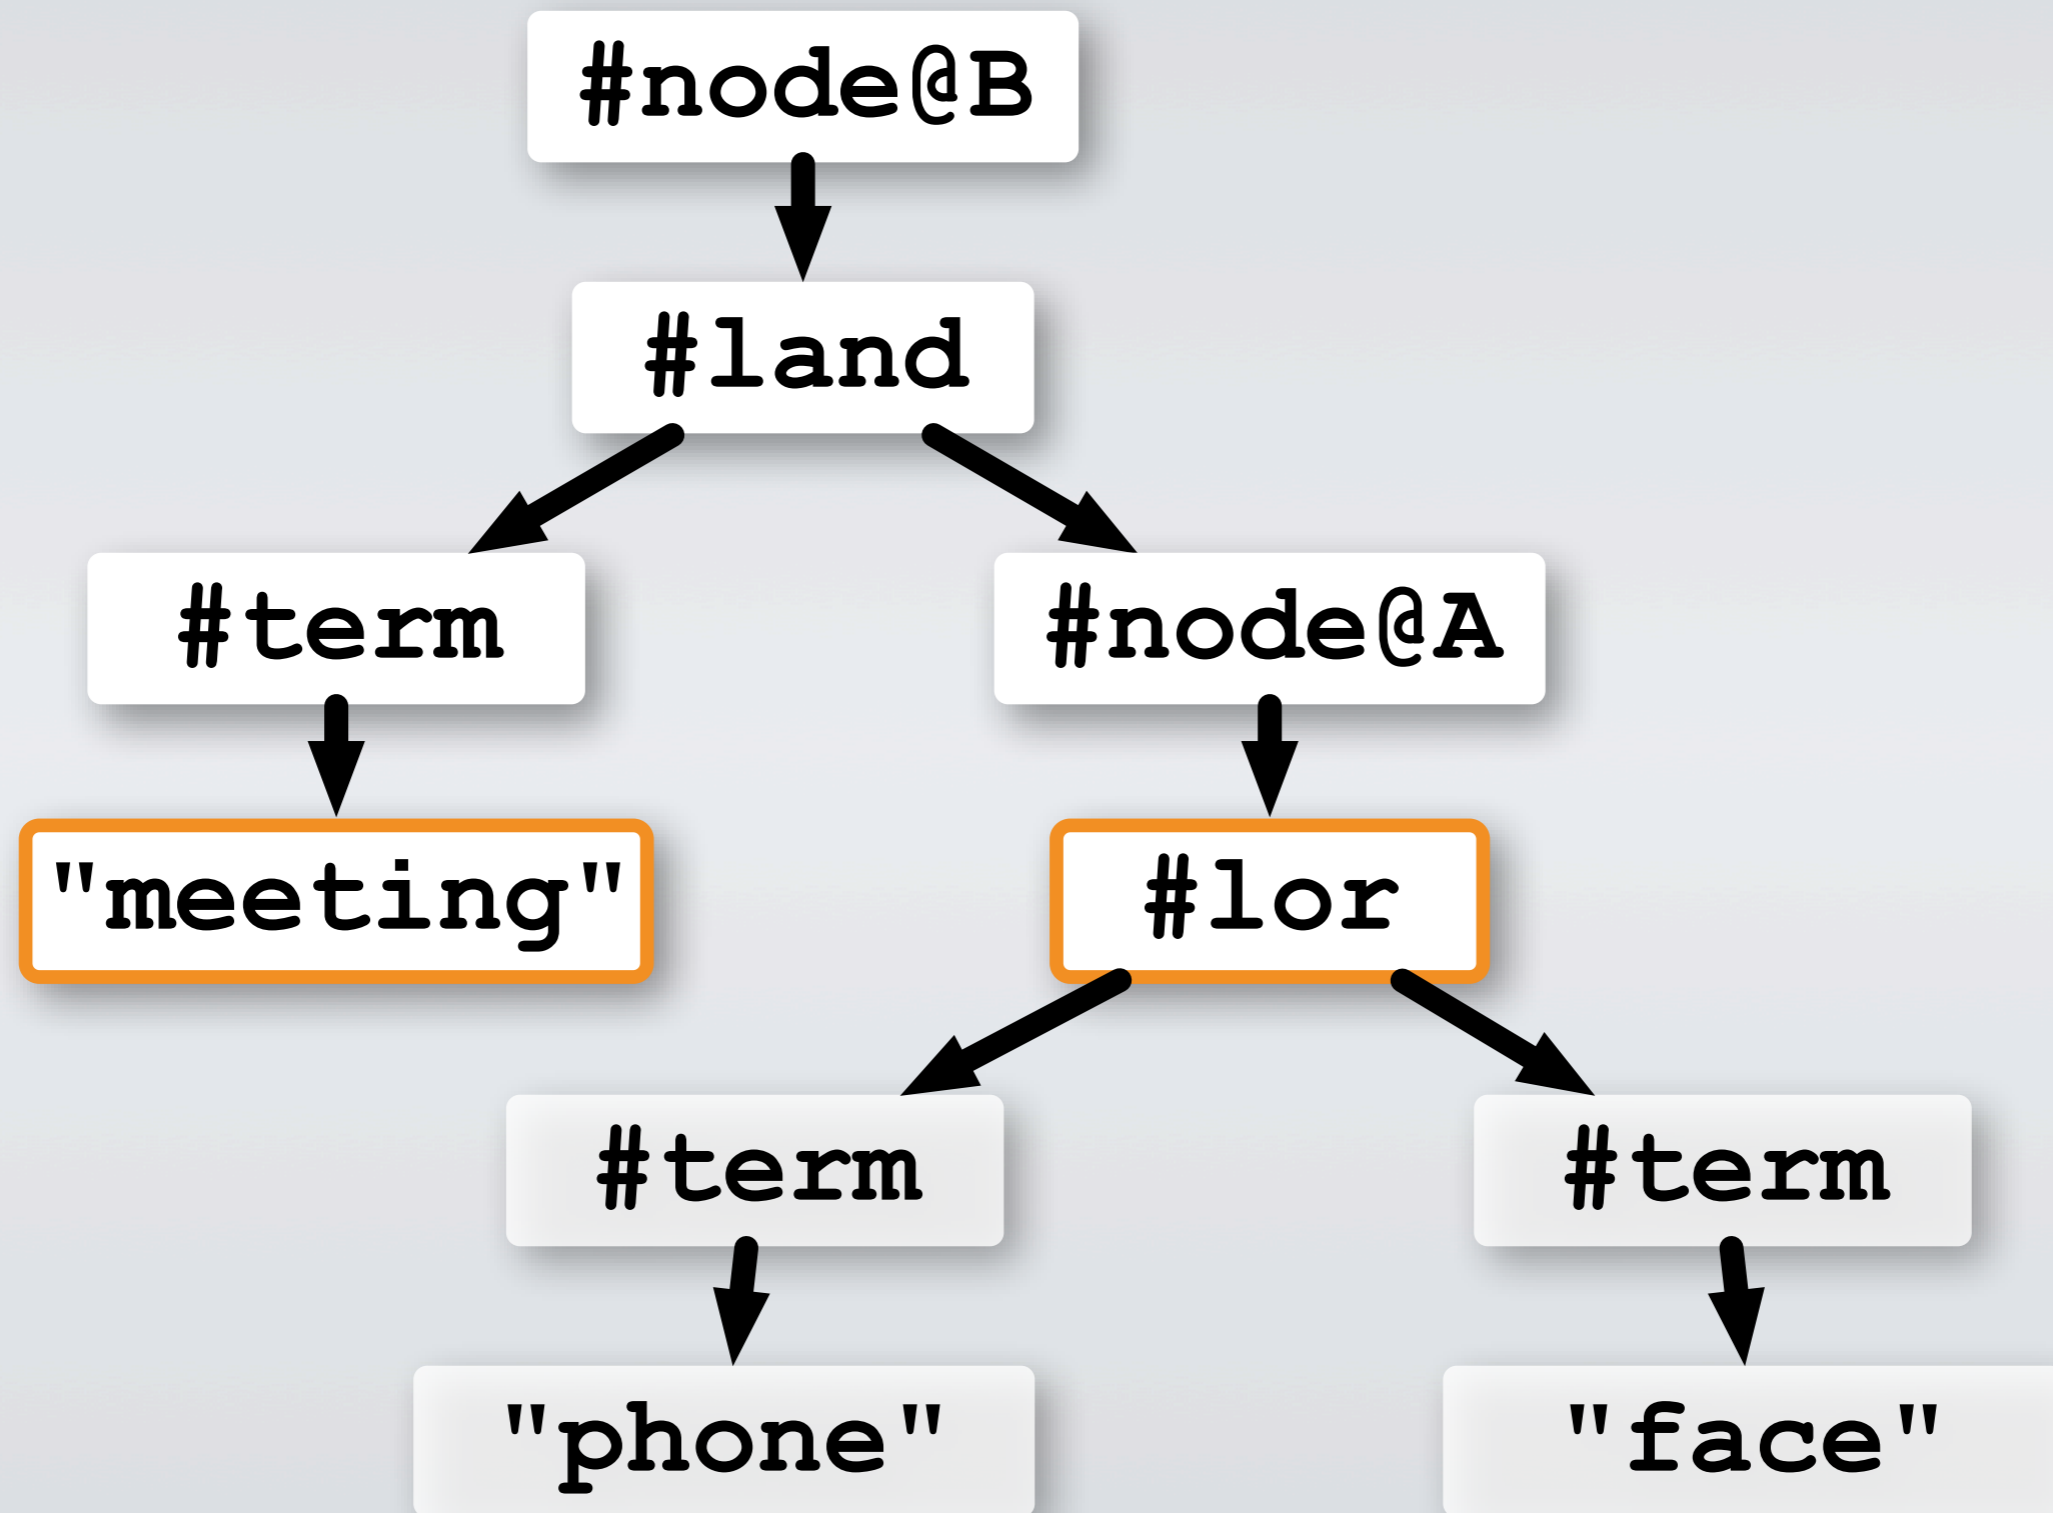 #node@B
#land
#term
#node@A
"meeting"
#lor
#term
#term
"phone"
"face"